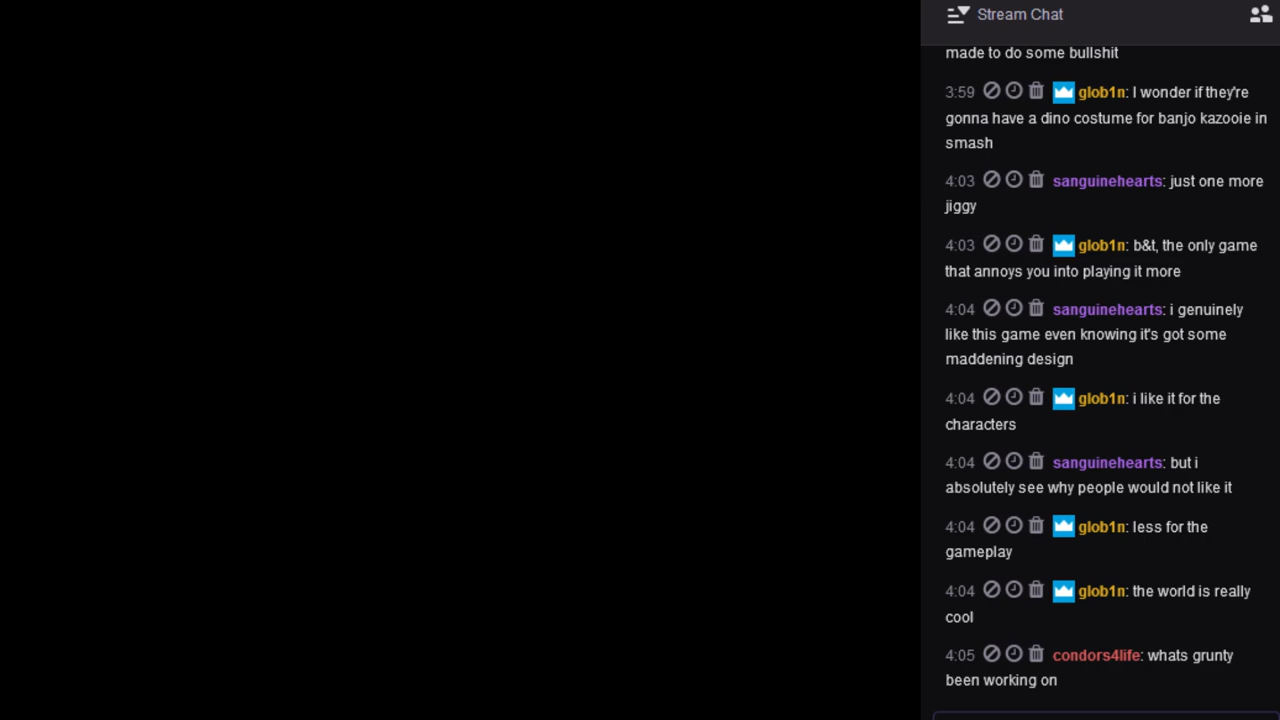 Stream Chat
made to do some bullshit
3:59 glob1n: I wonder if they're
gonna have a dino costume for banjo kazooie in
smash
4:03 sanguinehearts: just one more
jiggy
4:03 glob1n: b&t, the only game
that annoys you into playing it more
4:04 sanguinehearts: i genuinely
like this game even knowing it's got some
maddening design
4:04 glob1n: i like it for the
characters
4:04 sanguinehearts: but i
absolutely see why people would not like it
4:04 glob1n: less for the
gameplay
4:04 glob1n: the world is really
cool
4:05 condors4life: whats grunty
been working on